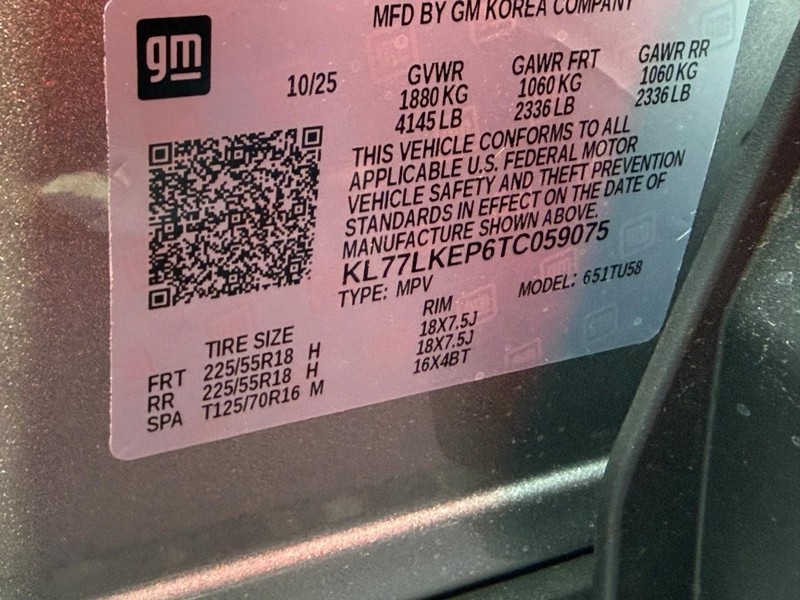 MFD BY GM KOREA COMPANY
gm
10/25
GVWR GAWR FRT GAWR RR
1880 KG 1060 KG 1060 KG
4145 LB 2336 LB 2336 LB
THIS VEHICLE CONFORMS TO ALL
APPLICABLE U.S. FEDERAL MOTOR
VEHICLE SAFETY AND THEFT PREVENTION
STANDARDS IN EFFECT ON THE DATE OF
MANUFACTURE SHOWN ABOVE.
KL77LKEP6TC059075
TYPE: MPV MODEL: 651TU58
TIRE SIZE RIM
FRT 225/55R18 H 18X7.5J
RR 225/55R18 H 18X7.5J
SPA T125/70R16 M 16X4BT